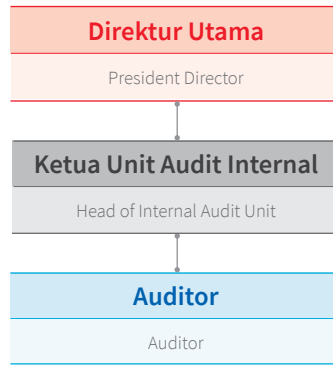 Direktur Utama
President Director
Ketua Unit Audit Internal
Head of Internal Audit Unit
Auditor
Auditor